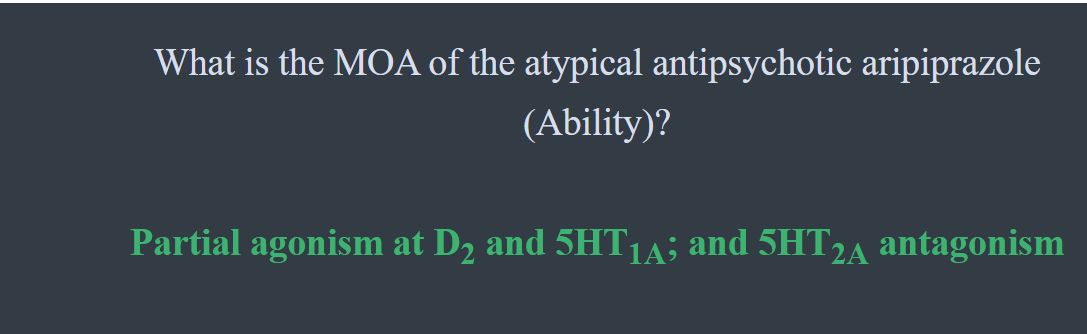 What is the MOA of the atypical antipsychotic aripiprazole
(Ability)?
Partial agonism at D₂ and 5HT₁ₐ; and 5HT₂ₐ antagonism